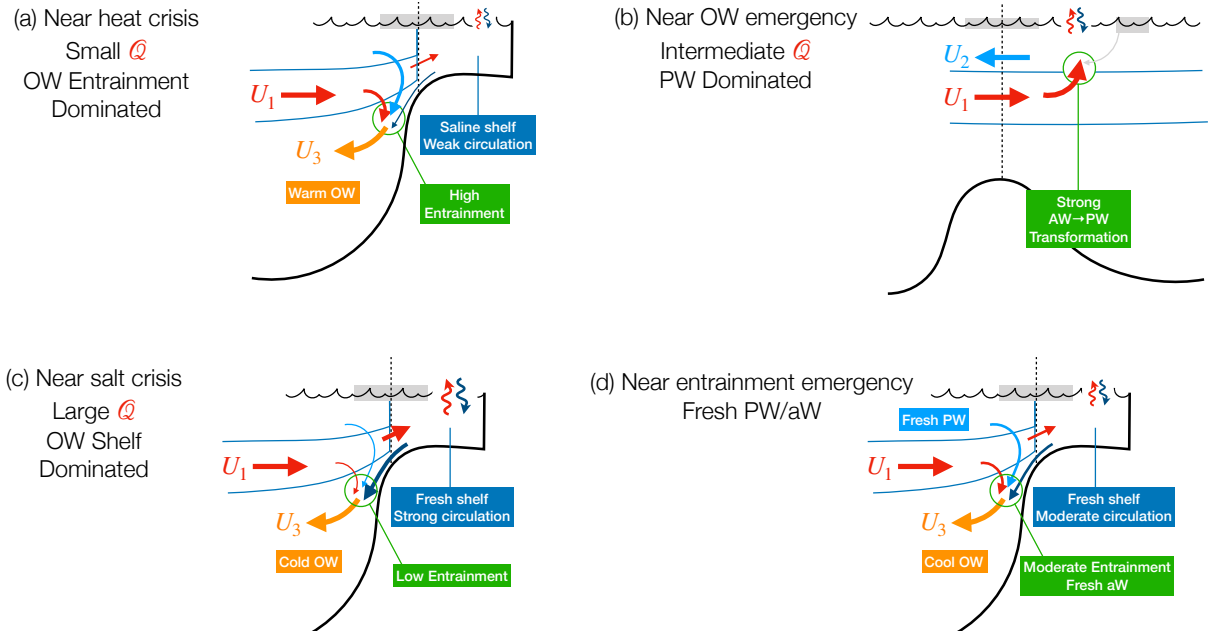 (a) Near heat crisis
Small 𝒬
OW Entrainment
Dominated
U₁
U₃
Warm OW
Saline shelf
Weak circulation
High
Entrainment
(b) Near OW emergency
Intermediate 𝒬
PW Dominated
U₂
U₁
Strong
AW→PW
Transformation
(c) Near salt crisis
Large 𝒬
OW Shelf
Dominated
U₁
U₃
Cold OW
Fresh shelf
Strong circulation
Low Entrainment
(d) Near entrainment emergency
Fresh PW/aW
Fresh PW
U₁
U₃
Cool OW
Fresh shelf
Moderate circulation
Moderate Entrainment
Fresh aW